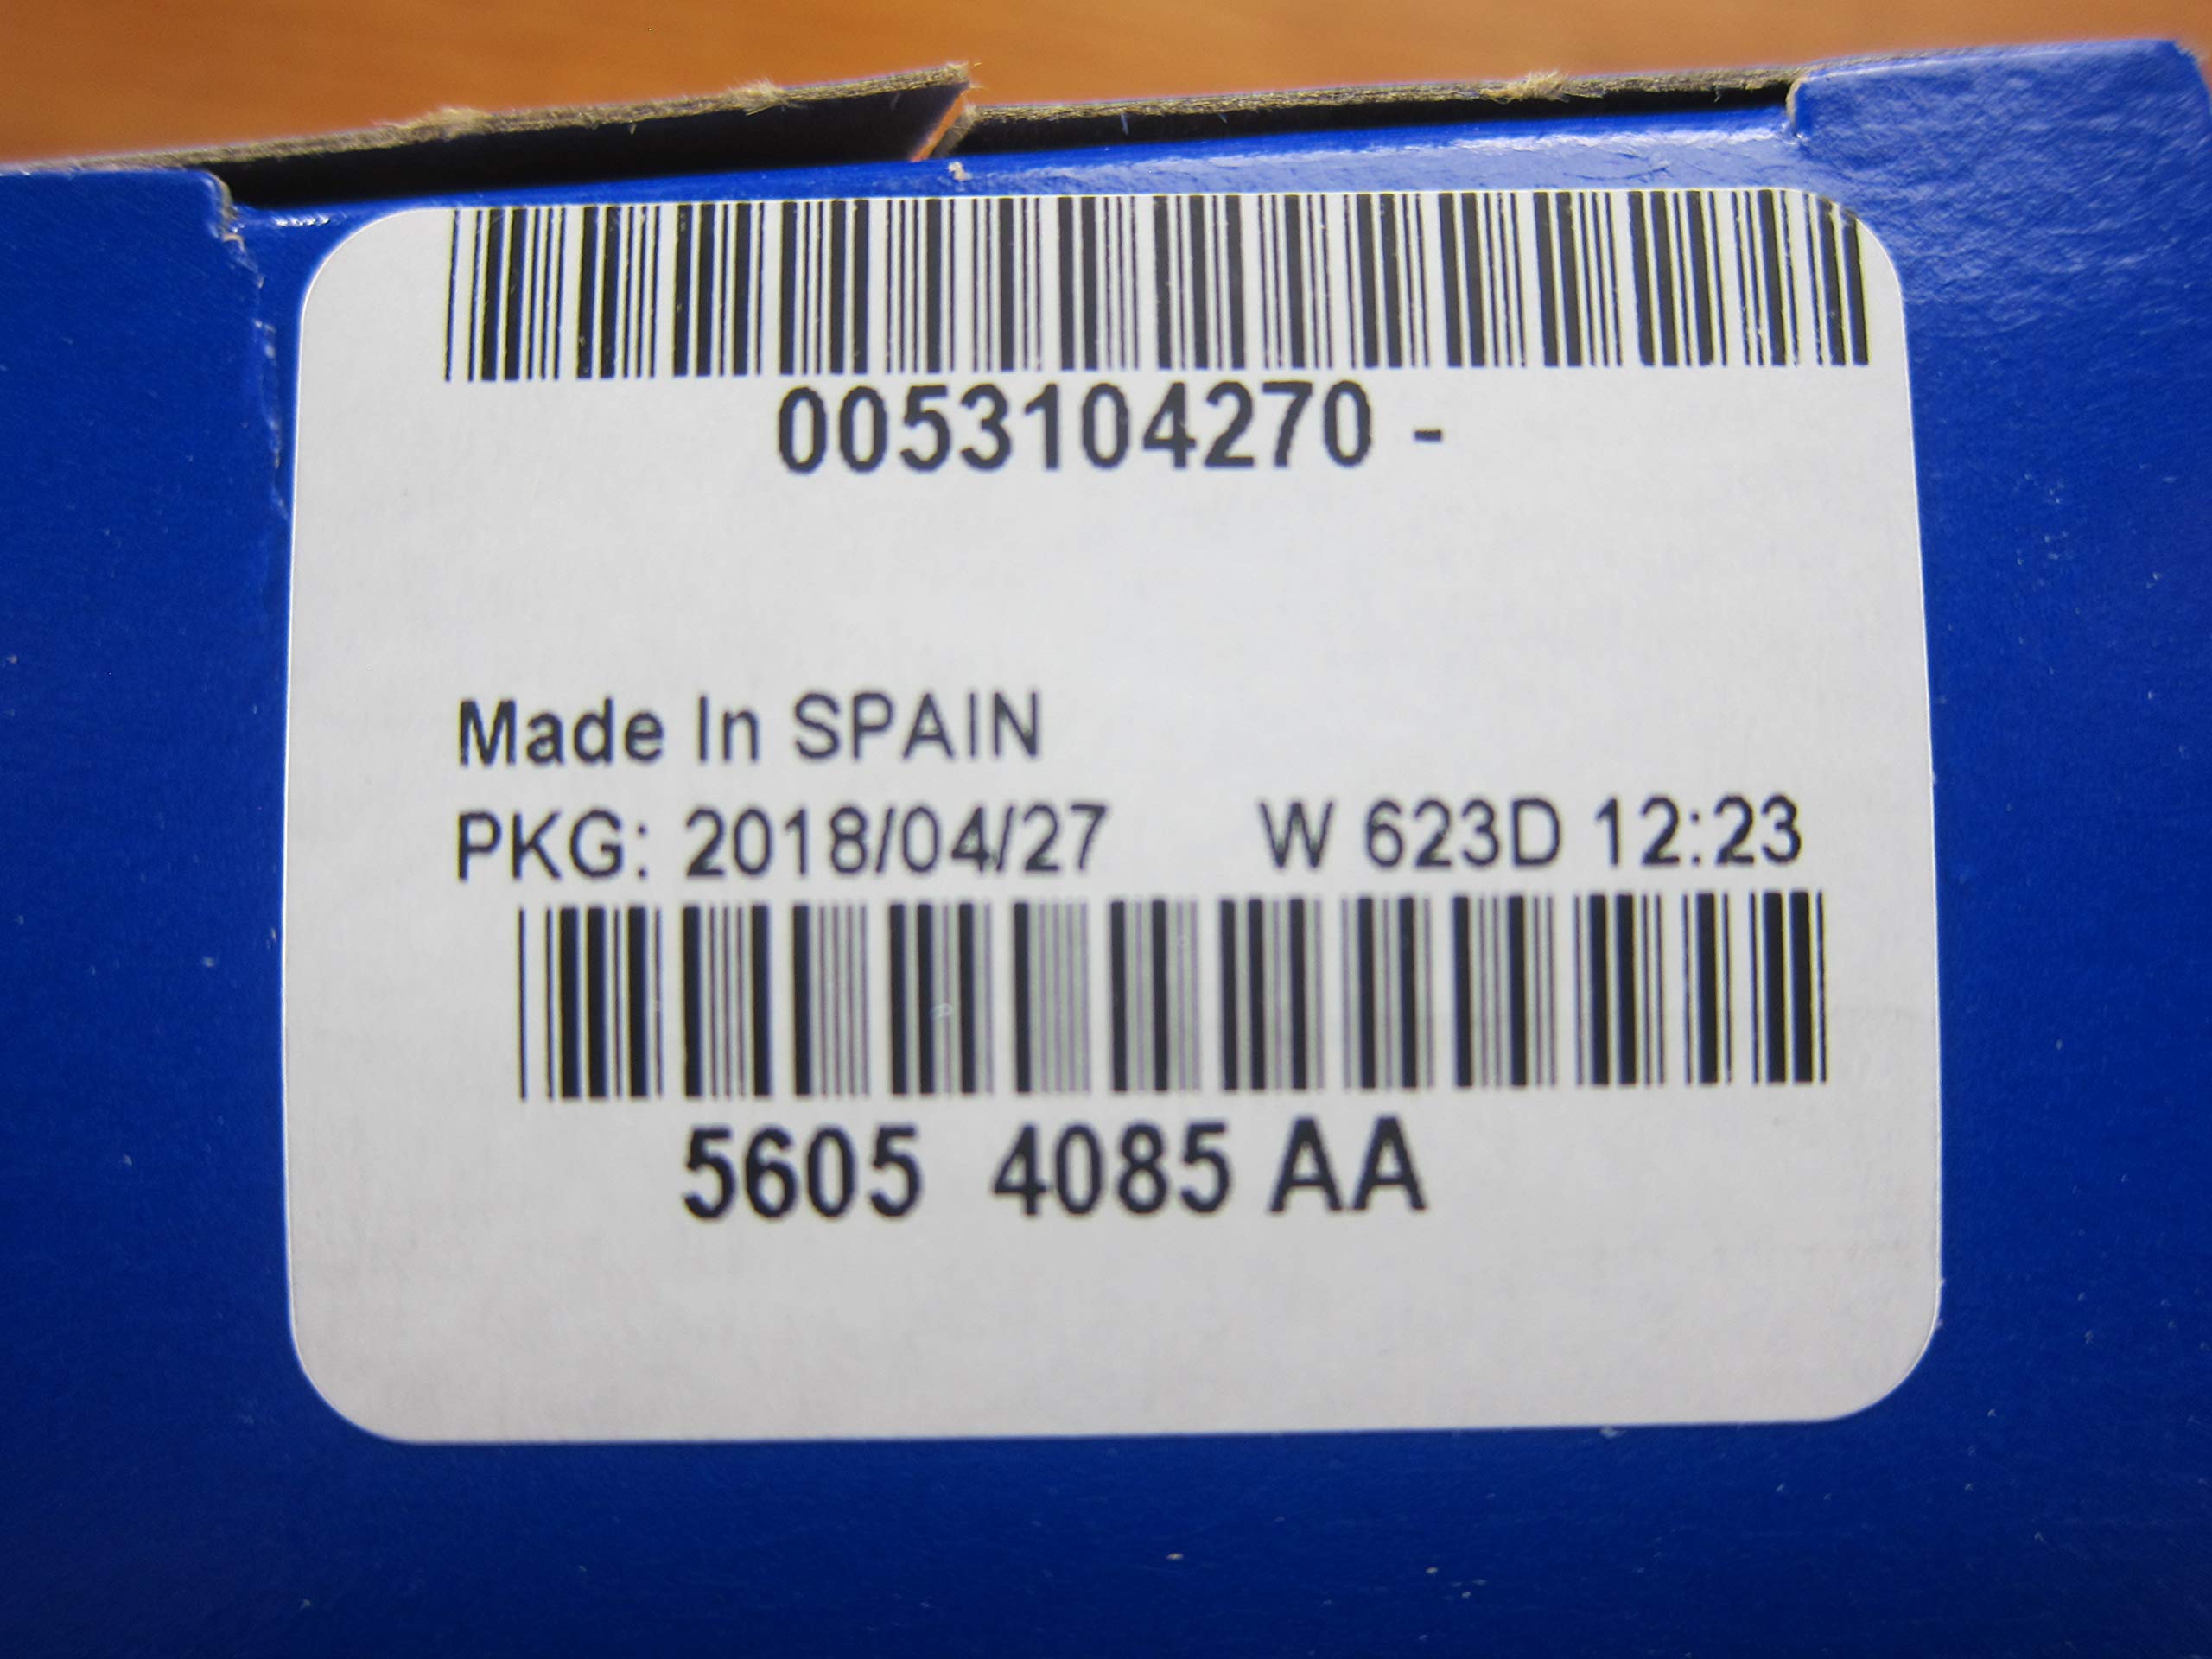 0053104270 -
Made In SPAIN
PKG: 2018/04/27 W 623D 12:23
5605 4085 AA